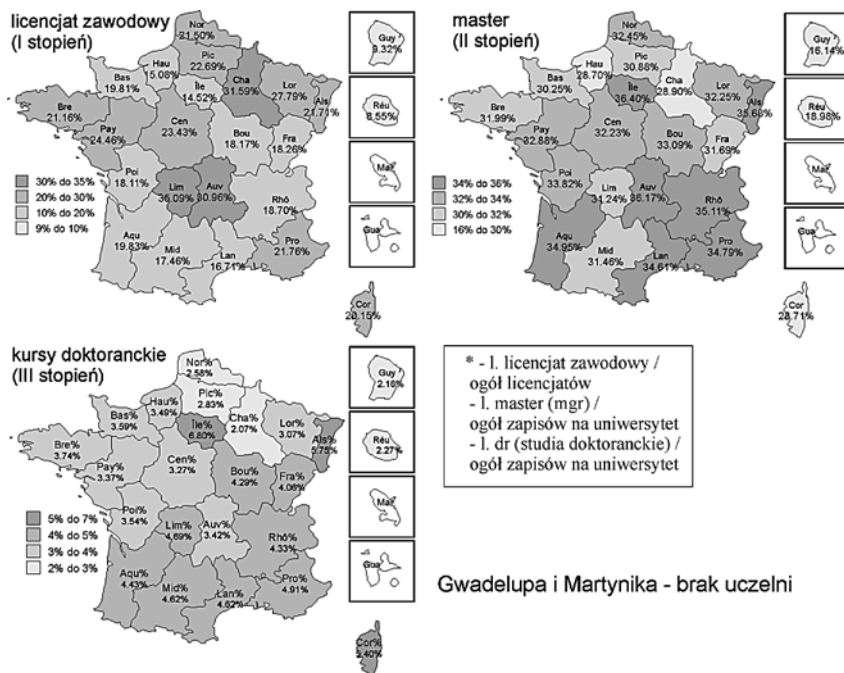 licencjat zawodowy
(I stopień)
Nor
21.50%
Pic
22.69%
Hau
15.08%
Bas
19.81%
Île
14.52%
Cha
31.59%
Lor
27.79%
Als
21.71%
Bre
21.16%
Pay
24.46%
Cen
23.43%
Bou
18.17%
Fra
18.26%
Poi
18.11%
Lim
35.09%
Auv
30.96%
Rhô
18.70%
Aqu
19.83%
Mid
17.46%
Lan
16.71%
Pro
21.76%
Cor
20.15%
Guy
9.32%
Réu
8.55%
Mar
Gua
30% do 35%
20% do 30%
10% do 20%
9% do 10%
master
(II stopień)
Nor
32.45%
Pic
30.88%
Hau
28.70%
Bas
30.25%
Île
36.40%
Cha
28.90%
Lor
32.25%
Als
35.68%
Bre
31.99%
Pay
32.88%
Cen
32.23%
Bou
33.09%
Fra
31.69%
Poi
33.82%
Lim
31.24%
Auv
36.17%
Rhô
35.11%
Aqu
34.95%
Mid
31.46%
Lan
34.61%
Pro
34.79%
Cor
28.71%
Guy
16.14%
Réu
18.98%
Mar
Gua
34% do 36%
32% do 34%
30% do 32%
16% do 30%
kursy doktoranckie
(III stopień)
Nor%
2.58%
Pic%
2.83%
Hau%
3.49%
Bas%
3.59%
Île%
6.80%
Cha%
2.07%
Lor%
3.07%
Als%
5.75%
Bre%
3.74%
Pay%
3.37%
Cen%
3.27%
Bou%
4.29%
Fra%
4.06%
Poi%
3.54%
Lim%
4.69%
Auv%
3.42%
Rhô%
4.33%
Aqu%
4.43%
Mid%
4.62%
Lan%
4.62%
Pro%
4.91%
Cor%
5.40%
Guy
2.16%
Réu
2.27%
Mar
Gua
5% do 7%
4% do 5%
3% do 4%
2% do 3%
* - l. licencjat zawodowy /
ogół licencjatów
- l. master (mgr) /
ogół zapisów na uniwersytet
- l. dr (studia doktoranckie) /
ogół zapisów na uniwersytet
Gwadelupa i Martynika - brak uczelni